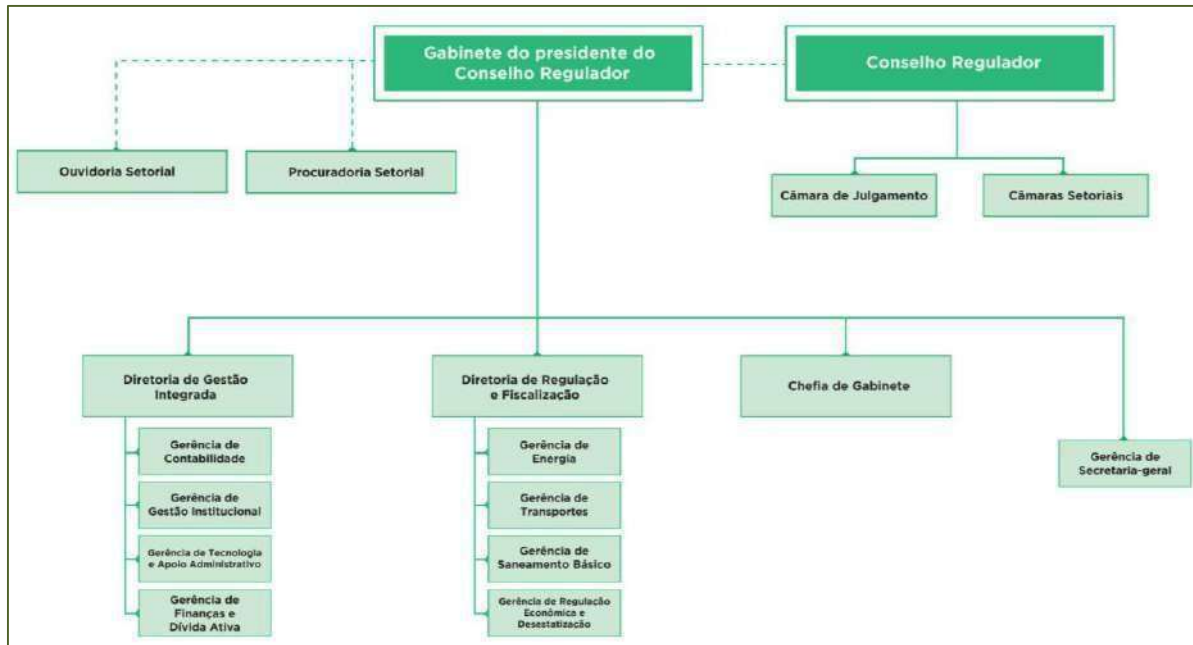 Gabinete do presidente do
Conselho Regulador
Conselho Regulador
Ouvidoria Setorial
Procuradoria Setorial
Câmara de Julgamento
Câmaras Setoriais
Diretoria de Gestão
Integrada
Diretoria de Regulação
e Fiscalização
Chefia de Gabinete
Gerência de
Secretaria-geral
Gerência de
Contabilidade
Gerência de
Gestão Institucional
Gerência de Tecnologia
e Apoio Administrativo
Gerência de
Finanças e
Dívida Ativa
Gerência de
Energia
Gerência de
Transportes
Gerência de
Saneamento Básico
Gerência de Regulação
Econômica e
Desestatização